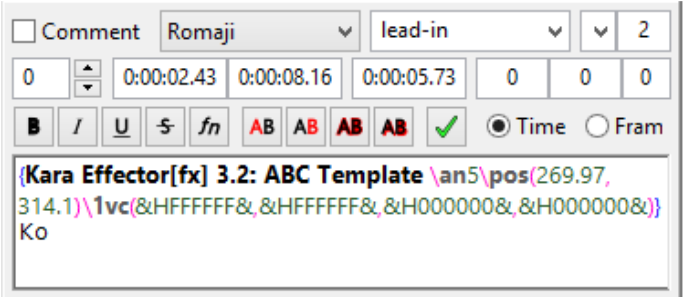 Comment Romaji lead-in 2
0 0:00:02.43 0:00:08.16 0:00:05.73 0 0 0
B I U S fn AB AB AB AB Time Fram
{Kara Effector[fx] 3.2: ABC Template \an5\pos(269.97,
314.1)\1vc(&HFFFFFF&,&HFFFFFF&,&H000000&,&H000000&)}
Ko